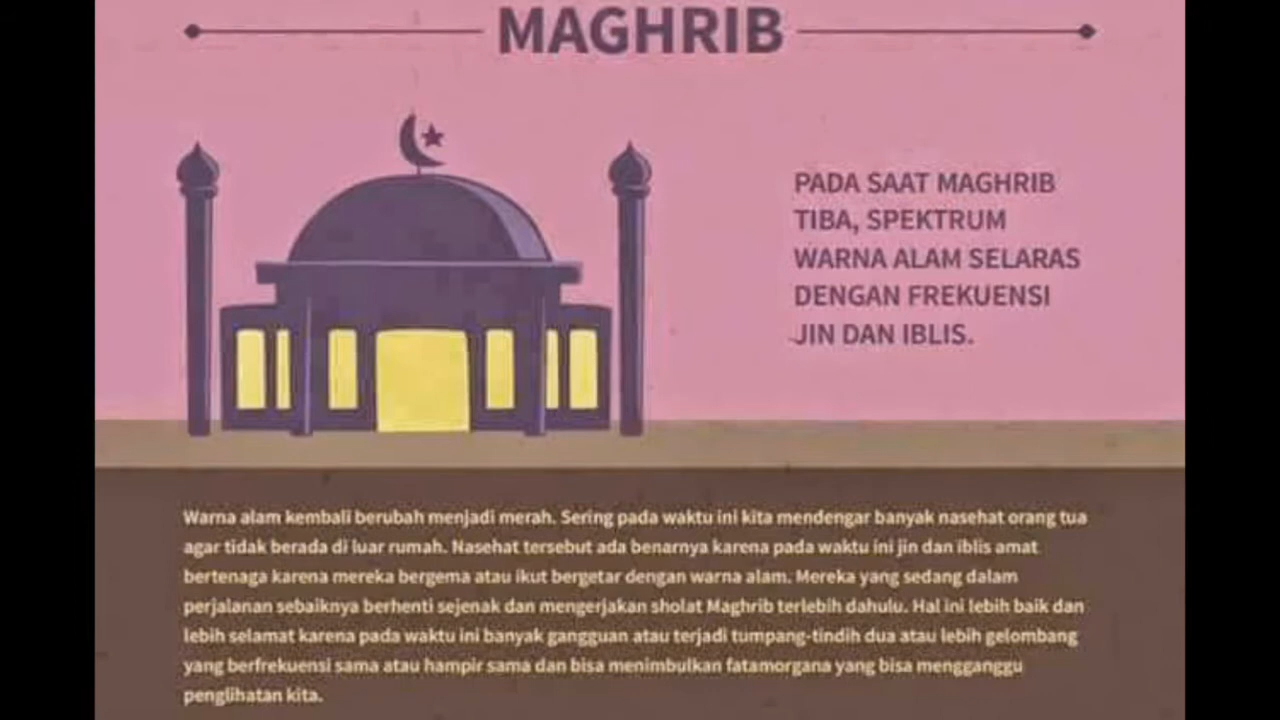 MAGHRIB
PADA SAAT MAGHRIB
TIBA, SPEKTRUM
WARNA ALAM SELARAS
DENGAN FREKUENSI
JIN DAN IBLIS.
Warna alam kembali berubah menjadi merah. Sering pada waktu ini kita mendengar banyak nasehat orang tua
agar tidak berada di luar rumah. Nasehat tersebut ada benarnya karena pada waktu ini jin dan iblis amat
bertenaga karena mereka bergema atau ikut bergetar dengan warna alam. Mereka yang sedang dalam
perjalanan sebaiknya berhenti sejenak dan mengerjakan sholat Maghrib terlebih dahulu. Hal ini lebih baik dan
lebih selamat karena pada waktu ini banyak gangguan atau terjadi tumpang-tindih dua atau lebih gelombang
yang berfrekuensi sama atau hampir sama dan bisa menimbulkan fatamorgana yang bisa mengganggu
penglihatan kita.